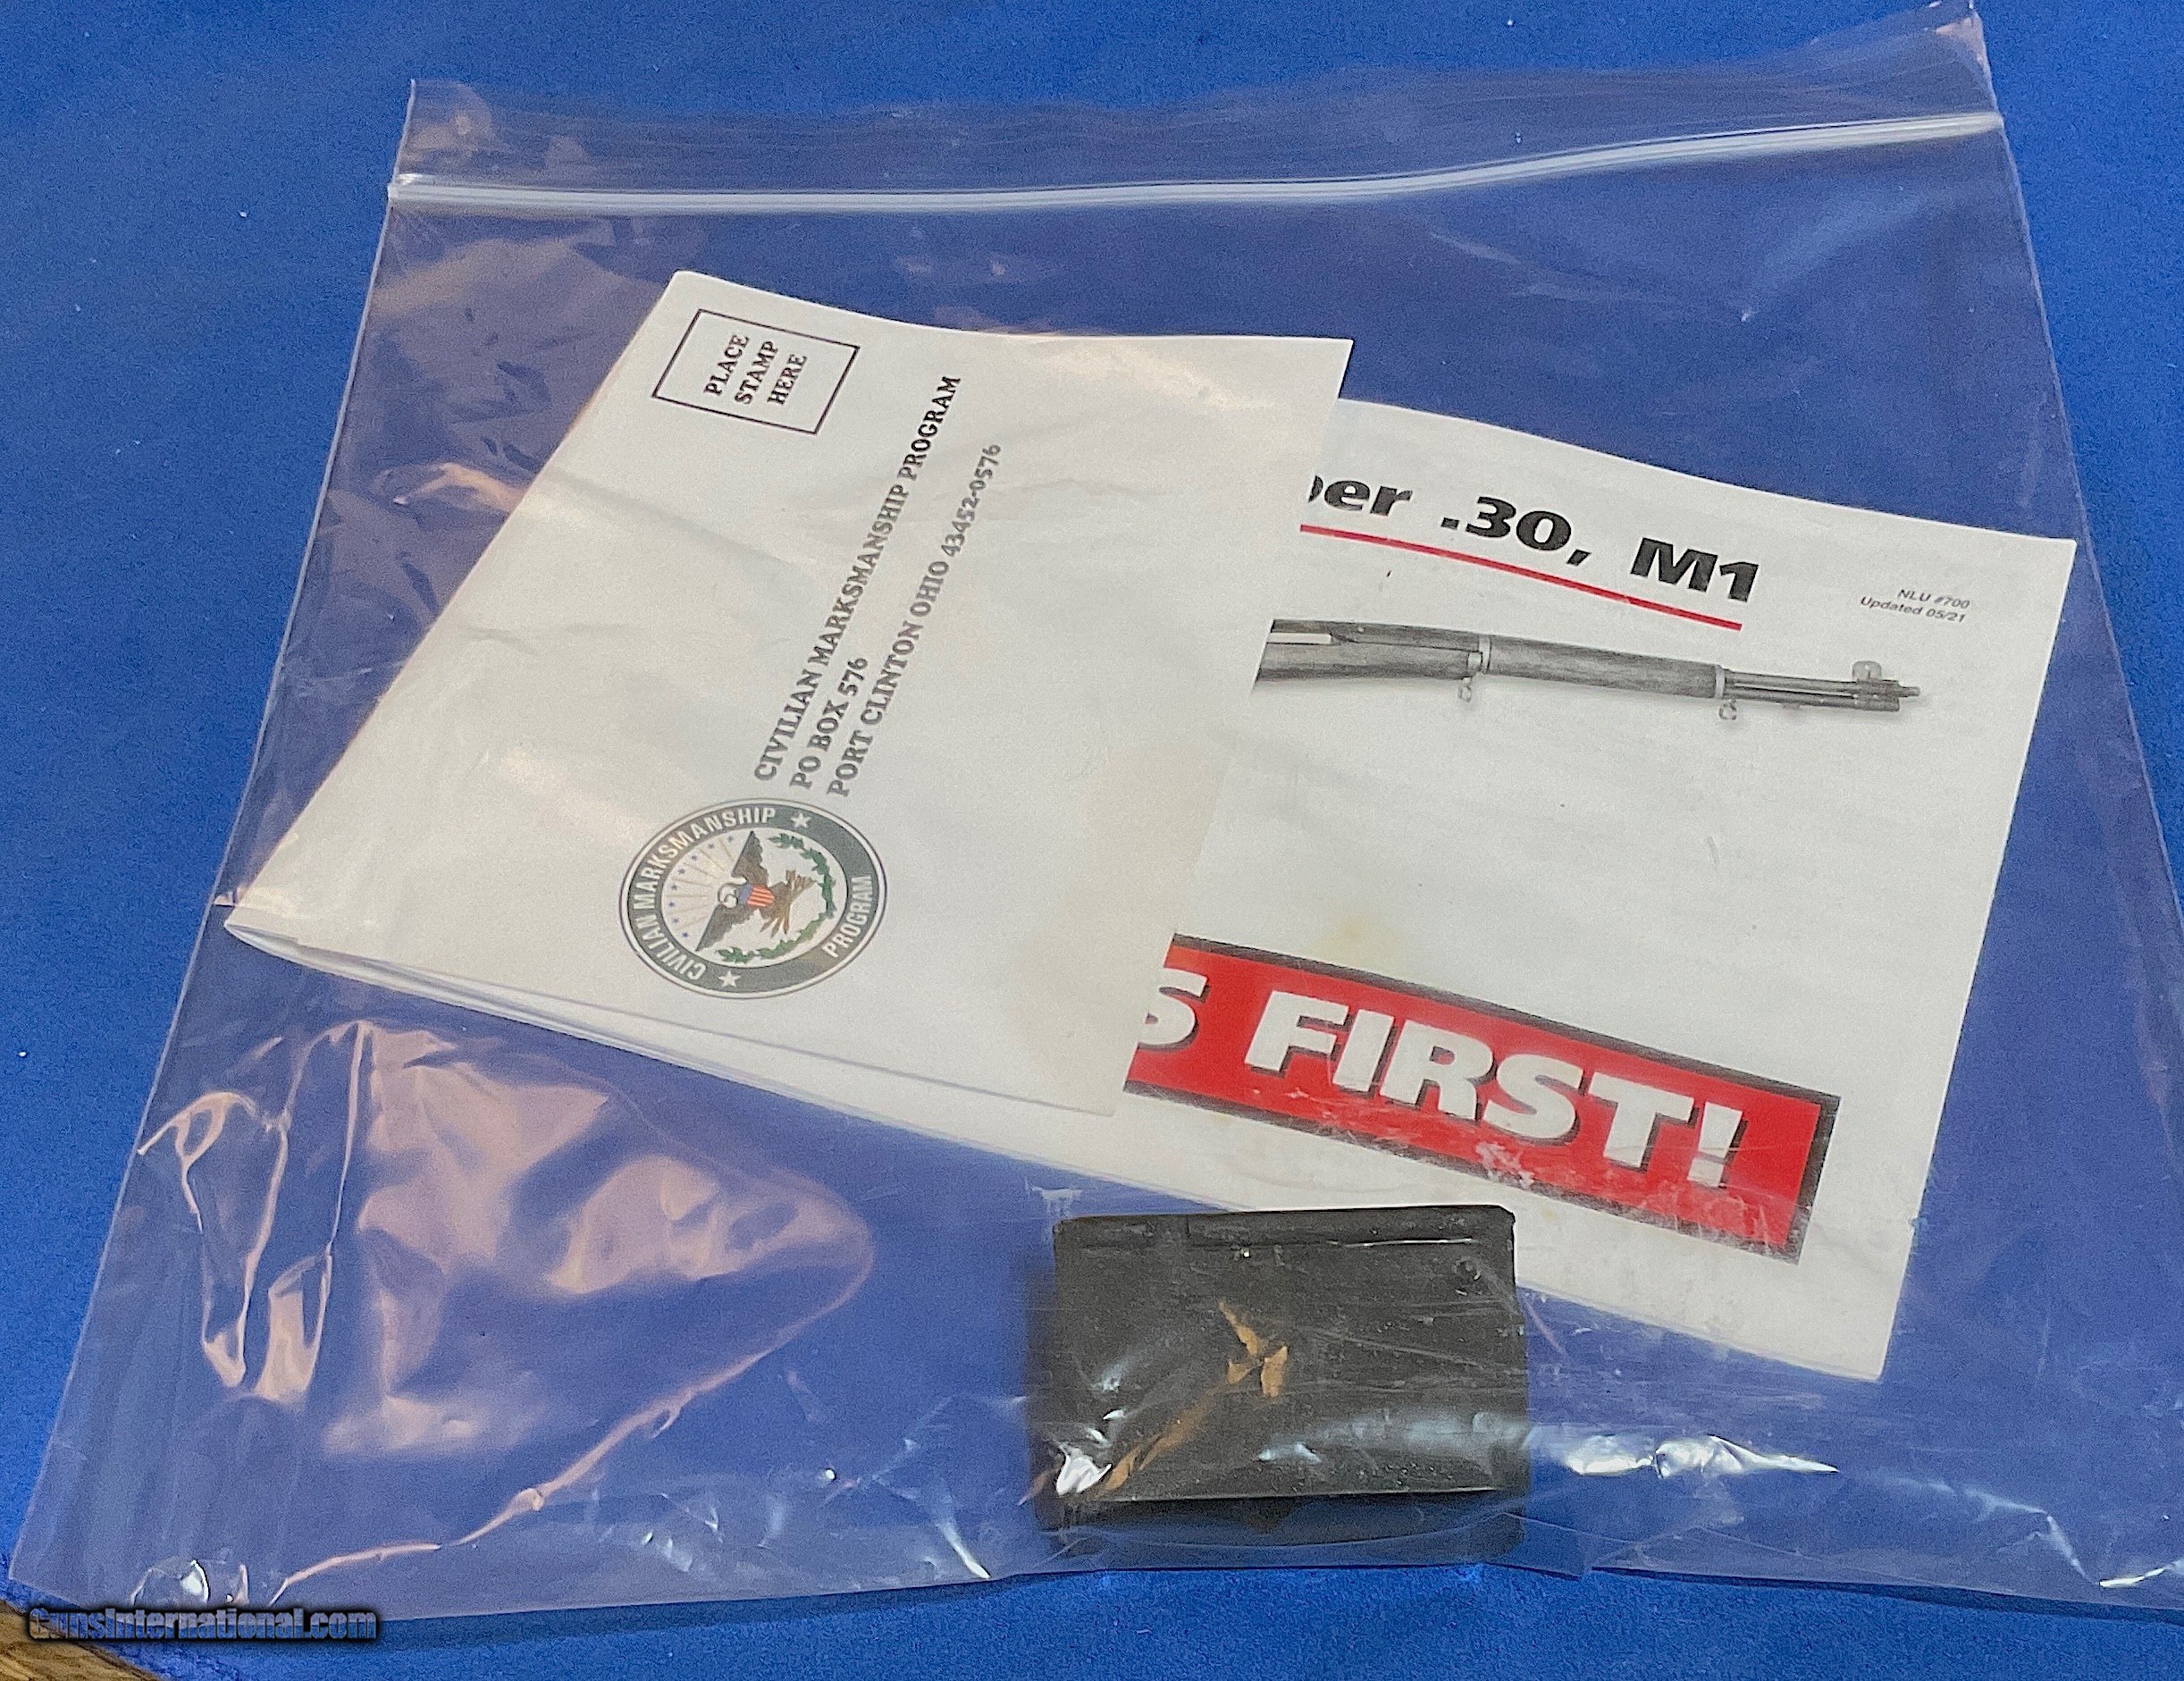 PLACE
STAMP
HERE
CIVILIAN MARKSMANSHIP PROGRAM
PO BOX 576
PORT CLINTON OHIO 43452-0576
CIVILIAN MARKSMANSHIP
PROGRAM
ber .30, M1
NLU #700
Updated 05/21
S FIRST!
GunsInternational.com